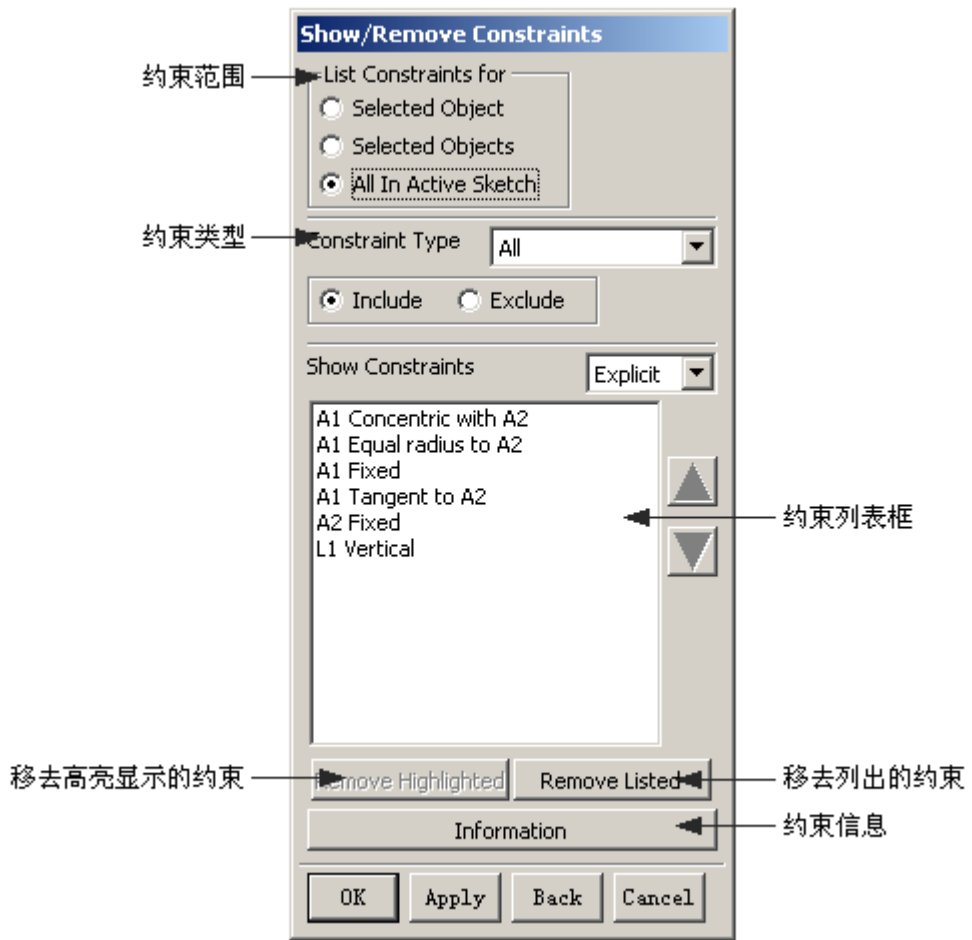 Show/Remove Constraints
约束范围
List Constraints for
Selected Object
Selected Objects
All In Active Sketch
约束类型
Constraint Type
All
Include
Exclude
Show Constraints
Explicit
A1 Concentric with A2
A1 Equal radius to A2
A1 Fixed
A1 Tangent to A2
A2 Fixed
L1 Vertical
约束列表框
移去高亮显示的约束
Remove Highlighted
Remove Listed
移去列出的约束
Information
约束信息
OK
Apply
Back
Cancel